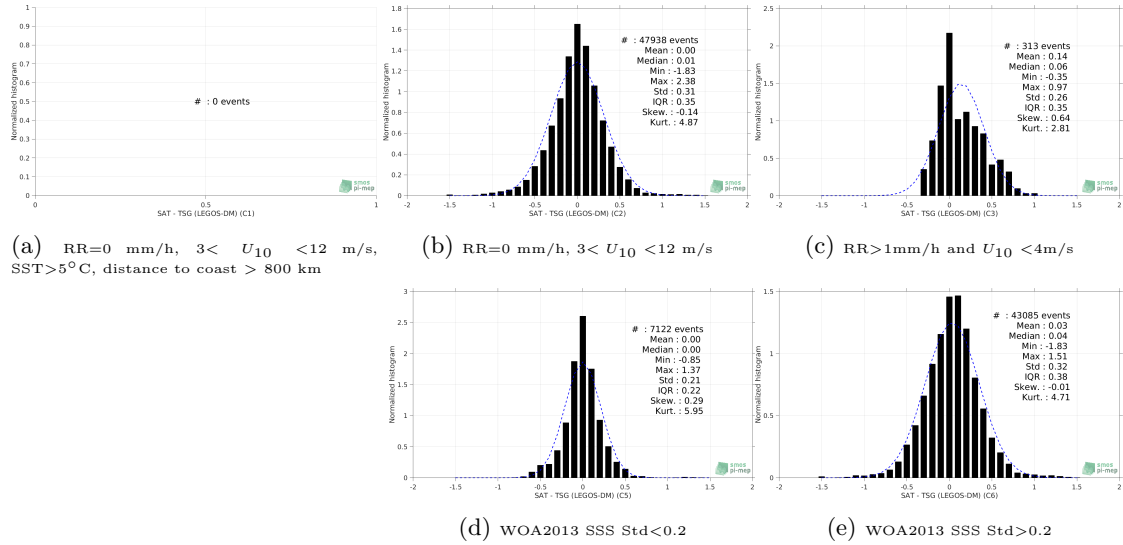 1
0.9
0.8
0.7
0.6
0.5
0.4
0.3
0.2
0.1
0
Normalized histogram
# : 0 events
smos
pi-mep
0 0.5 1
SAT - TSG (LEGOS-DM) (C1)
(a) RR=0 mm/h, 3< U10 <12 m/s,
SST>5°C, distance to coast > 800 km
1.8
1.6
1.4
1.2
1
0.8
0.6
0.4
0.2
0
Normalized histogram
# : 47938 events
Mean : 0.00
Median : 0.01
Min : -1.83
Max : 2.38
Std : 0.31
IQR : 0.35
Skew. : -0.14
Kurt. : 4.87
smos
pi-mep
-2 -1.5 -1 -0.5 0 0.5 1 1.5 2
SAT - TSG (LEGOS-DM) (C2)
(b) RR=0 mm/h, 3< U10 <12 m/s
2.5
2
1.5
1
0.5
0
Normalized histogram
# : 313 events
Mean : 0.14
Median : 0.06
Min : -0.35
Max : 0.97
Std : 0.26
IQR : 0.35
Skew. : 0.64
Kurt. : 2.81
smos
pi-mep
-2 -1.5 -1 -0.5 0 0.5 1 1.5 2
SAT - TSG (LEGOS-DM) (C3)
(c) RR>1mm/h and U10 <4m/s
3
2.5
2
1.5
1
0.5
0
Normalized histogram
# : 7122 events
Mean : 0.00
Median : 0.00
Min : -0.85
Max : 1.37
Std : 0.21
IQR : 0.22
Skew. : 0.29
Kurt. : 5.95
smos
pi-mep
-2 -1.5 -1 -0.5 0 0.5 1 1.5 2
SAT - TSG (LEGOS-DM) (C5)
(d) WOA2013 SSS Std<0.2
1.5
1
0.5
0
Normalized histogram
# : 43085 events
Mean : 0.03
Median : 0.04
Min : -1.83
Max : 1.51
Std : 0.32
IQR : 0.38
Skew. : -0.01
Kurt. : 4.71
smos
pi-mep
-2 -1.5 -1 -0.5 0 0.5 1 1.5 2
SAT - TSG (LEGOS-DM) (C6)
(e) WOA2013 SSS Std>0.2